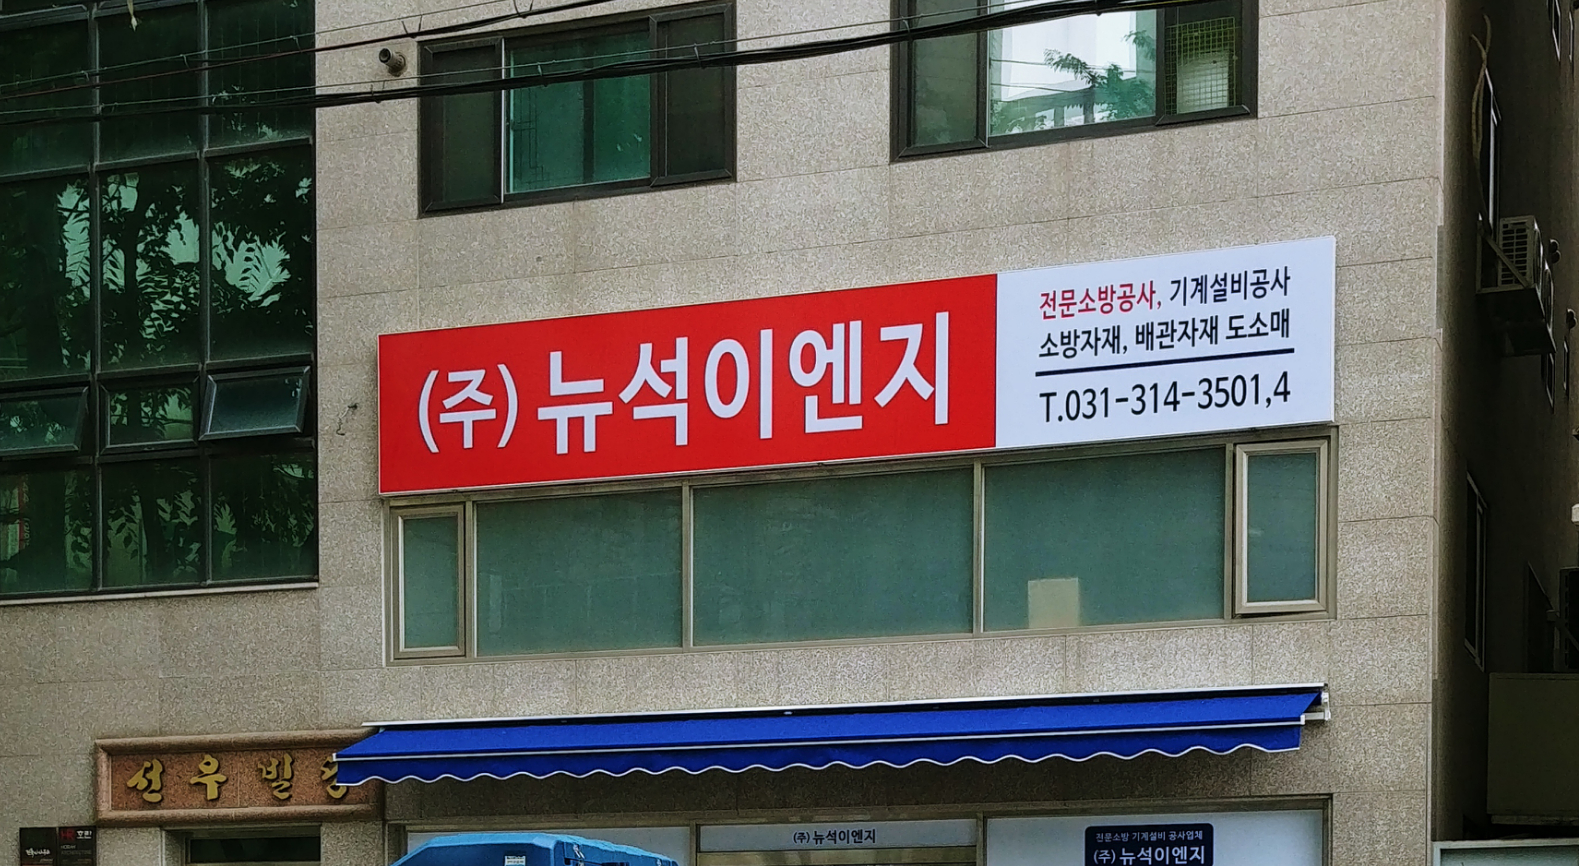 (주) 뉴석이엔지
전문소방공사, 기계설비공사
소방자재, 배관자재 도소매
T.031-314-3501,4
선우빌
(주) 뉴석이엔지
전문소방 기계설비 공사업체
(주) 뉴석이엔지